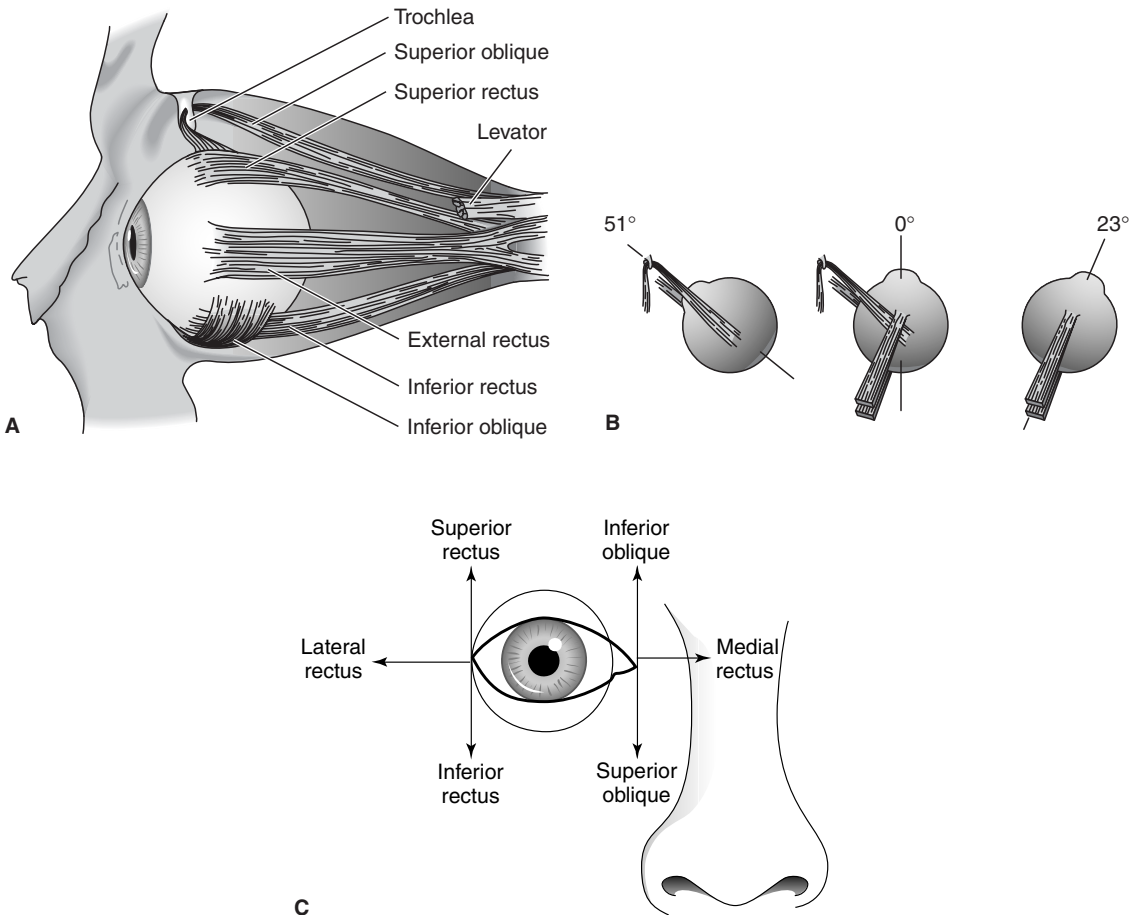 Trochlea
Superior oblique
Superior rectus
Levator
External rectus
Inferior rectus
Inferior oblique
A
51°
0°
23°
B
Superior
rectus
Inferior
oblique
Lateral
rectus
Medial
rectus
Inferior
rectus
Superior
oblique
C